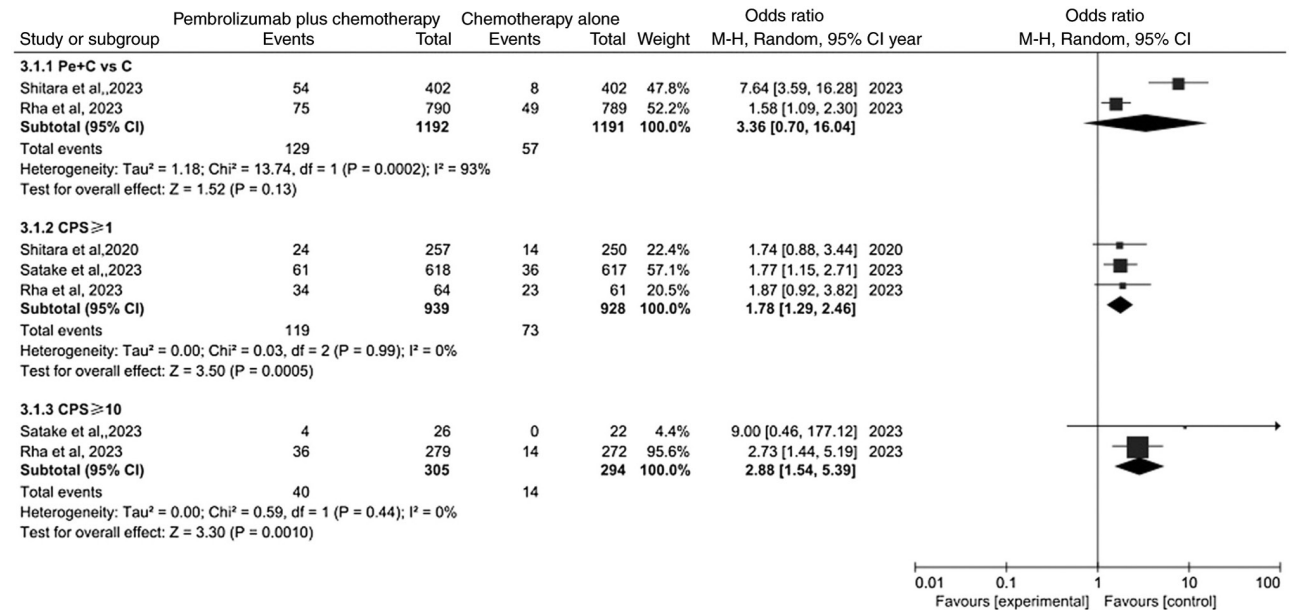 Pembrolizumab plus chemotherapy Chemotherapy alone Odds ratio Odds ratio
Study or subgroup Events Total Events Total Weight M-H, Random, 95% CI year M-H, Random, 95% CI
3.1.1 Pe+C vs C
Shitara et al,,2023 54 402 8 402 47.8% 7.64 [3.59, 16.28] 2023
Rha et al, 2023 75 790 49 789 52.2% 1.58 [1.09, 2.30] 2023
Subtotal (95% CI) 1192 1191 100.0% 3.36 [0.70, 16.04]
Total events 129 57
Heterogeneity: Tau² = 1.18; Chi² = 13.74, df = 1 (P = 0.0002); I² = 93%
Test for overall effect: Z = 1.52 (P = 0.13)
3.1.2 CPS⩾1
Shitara et al,2020 24 257 14 250 22.4% 1.74 [0.88, 3.44] 2020
Satake et al,,2023 61 618 36 617 57.1% 1.77 [1.15, 2.71] 2023
Rha et al, 2023 34 64 23 61 20.5% 1.87 [0.92, 3.82] 2023
Subtotal (95% CI) 939 928 100.0% 1.78 [1.29, 2.46]
Total events 119 73
Heterogeneity: Tau² = 0.00; Chi² = 0.03, df = 2 (P = 0.99); I² = 0%
Test for overall effect: Z = 3.50 (P = 0.0005)
3.1.3 CPS⩾10
Satake et al,,2023 4 26 0 22 4.4% 9.00 [0.46, 177.12] 2023
Rha et al, 2023 36 279 14 272 95.6% 2.73 [1.44, 5.19] 2023
Subtotal (95% CI) 305 294 100.0% 2.88 [1.54, 5.39]
Total events 40 14
Heterogeneity: Tau² = 0.00; Chi² = 0.59, df = 1 (P = 0.44); I² = 0%
Test for overall effect: Z = 3.30 (P = 0.0010)
0.01 0.1 1 10 100
Favours [experimental] Favours [control]